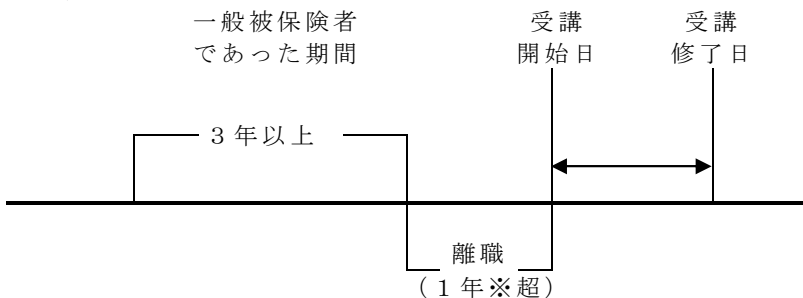 一般被保険者
であった期間
受講
開始日
受講
修了日
３年以上
離職
（１年※超）